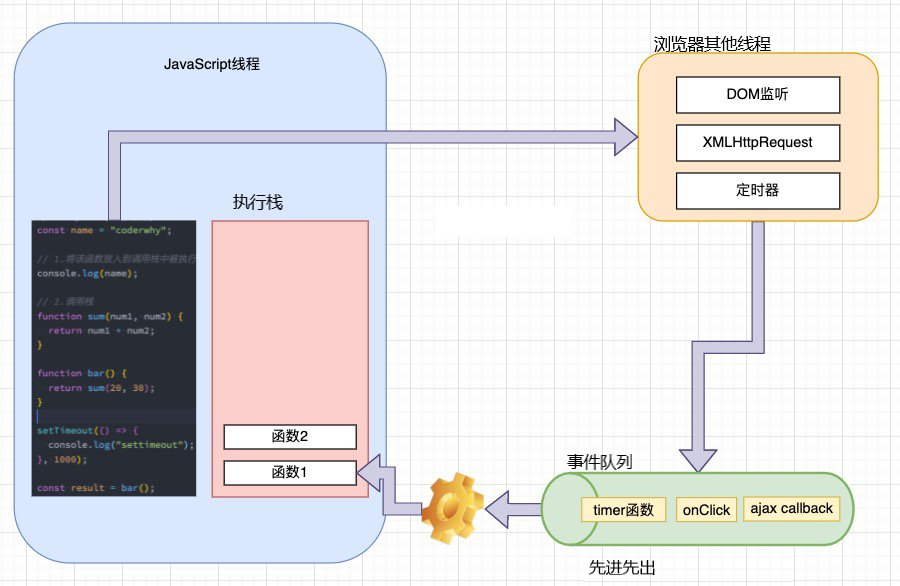 JavaScript线程
浏览器其他线程
DOM监听
XMLHttpRequest
定时器
执行栈
const name = "coderwhy";
// 1.将该函数放入到调用栈中被执行
console.log(name);
// 2.调用栈
function sum(num1, num2) {
return num1 + num2;
}
function bar() {
return sum(20, 30);
}
setTimeout(() => {
console.log("settimeout");
}, 1000);
const result = bar();
函数2
函数1
事件队列
timer函数
onClick
ajax callback
先进先出